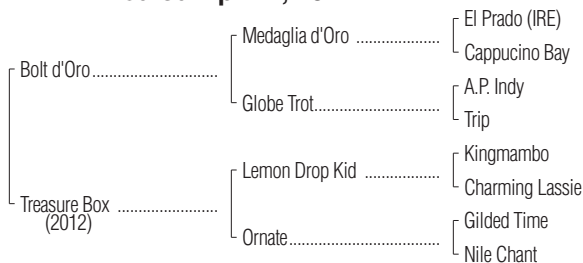 El Prado (IRE)
Medaglia d'Oro
Cappucino Bay
Bolt d'Oro
A.P. Indy
Globe Trot
Trip
Kingmambo
Lemon Drop Kid
Charming Lassie
Treasure Box
(2012)
Gilded Time
Ornate
Nile Chant